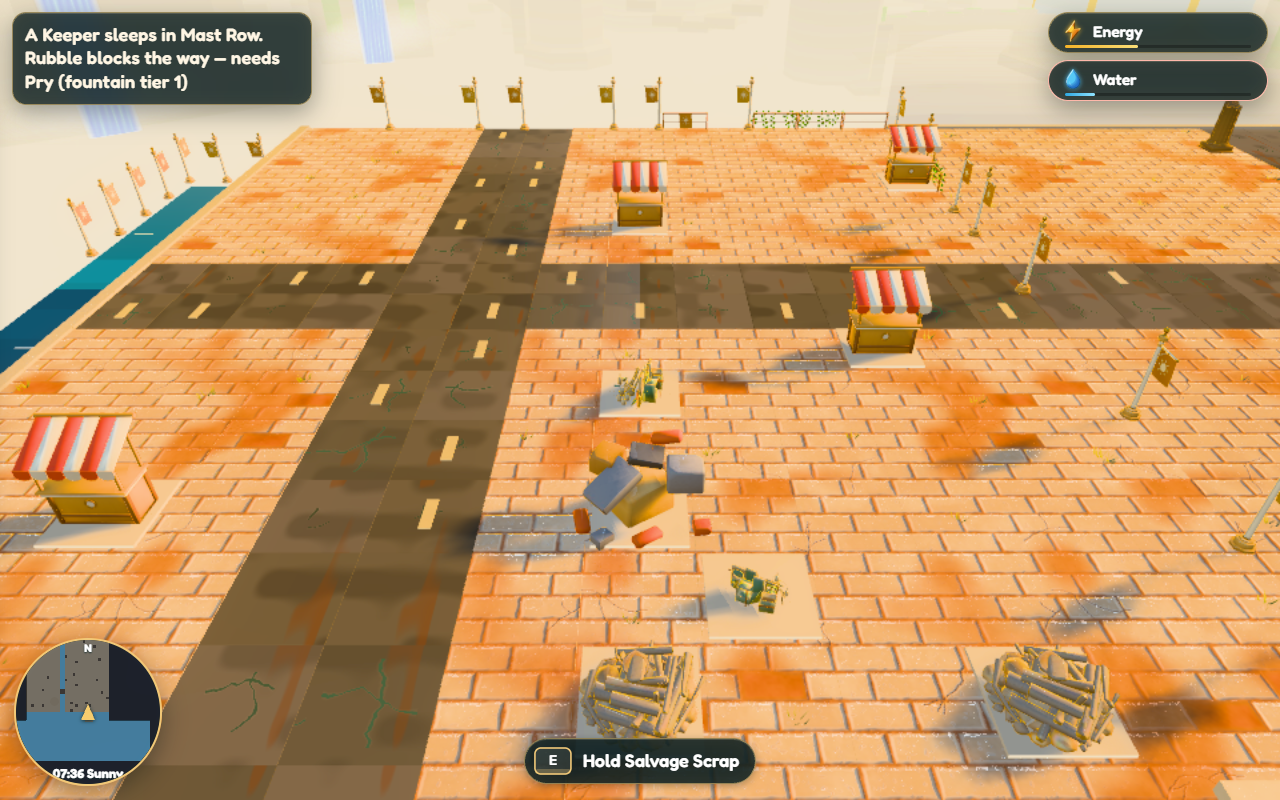 A Keeper sleeps in Mast Row.
Rubble blocks the way — needs
Pry (fountain tier 1)
Energy
Water
N
07:36 Sunny
E Hold Salvage Scrap